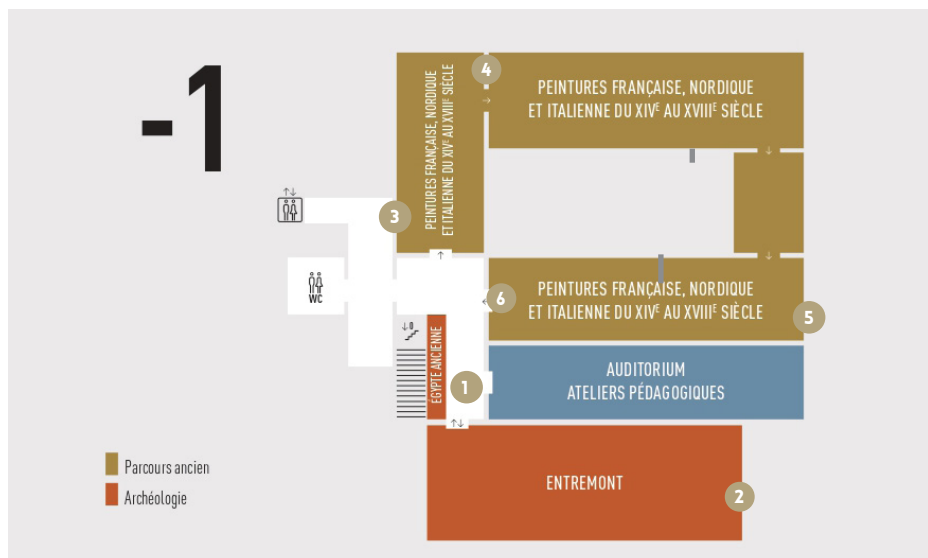 -1
PEINTURES FRANÇAISE, NORDIQUE
ET ITALIENNE DU XIVE AU XVIIIE SIÈCLE
4
PEINTURES FRANÇAISE, NORDIQUE
ET ITALIENNE DU XIVE AU XVIIIE SIÈCLE
3
WC
6
PEINTURES FRANÇAISE, NORDIQUE
ET ITALIENNE DU XIVE AU XVIIIE SIÈCLE
5
0
EGYPTE ANCIENNE
1
AUDITORIUM
ATELIERS PÉDAGOGIQUES
Parcours ancien
Archéologie
ENTREMONT
2